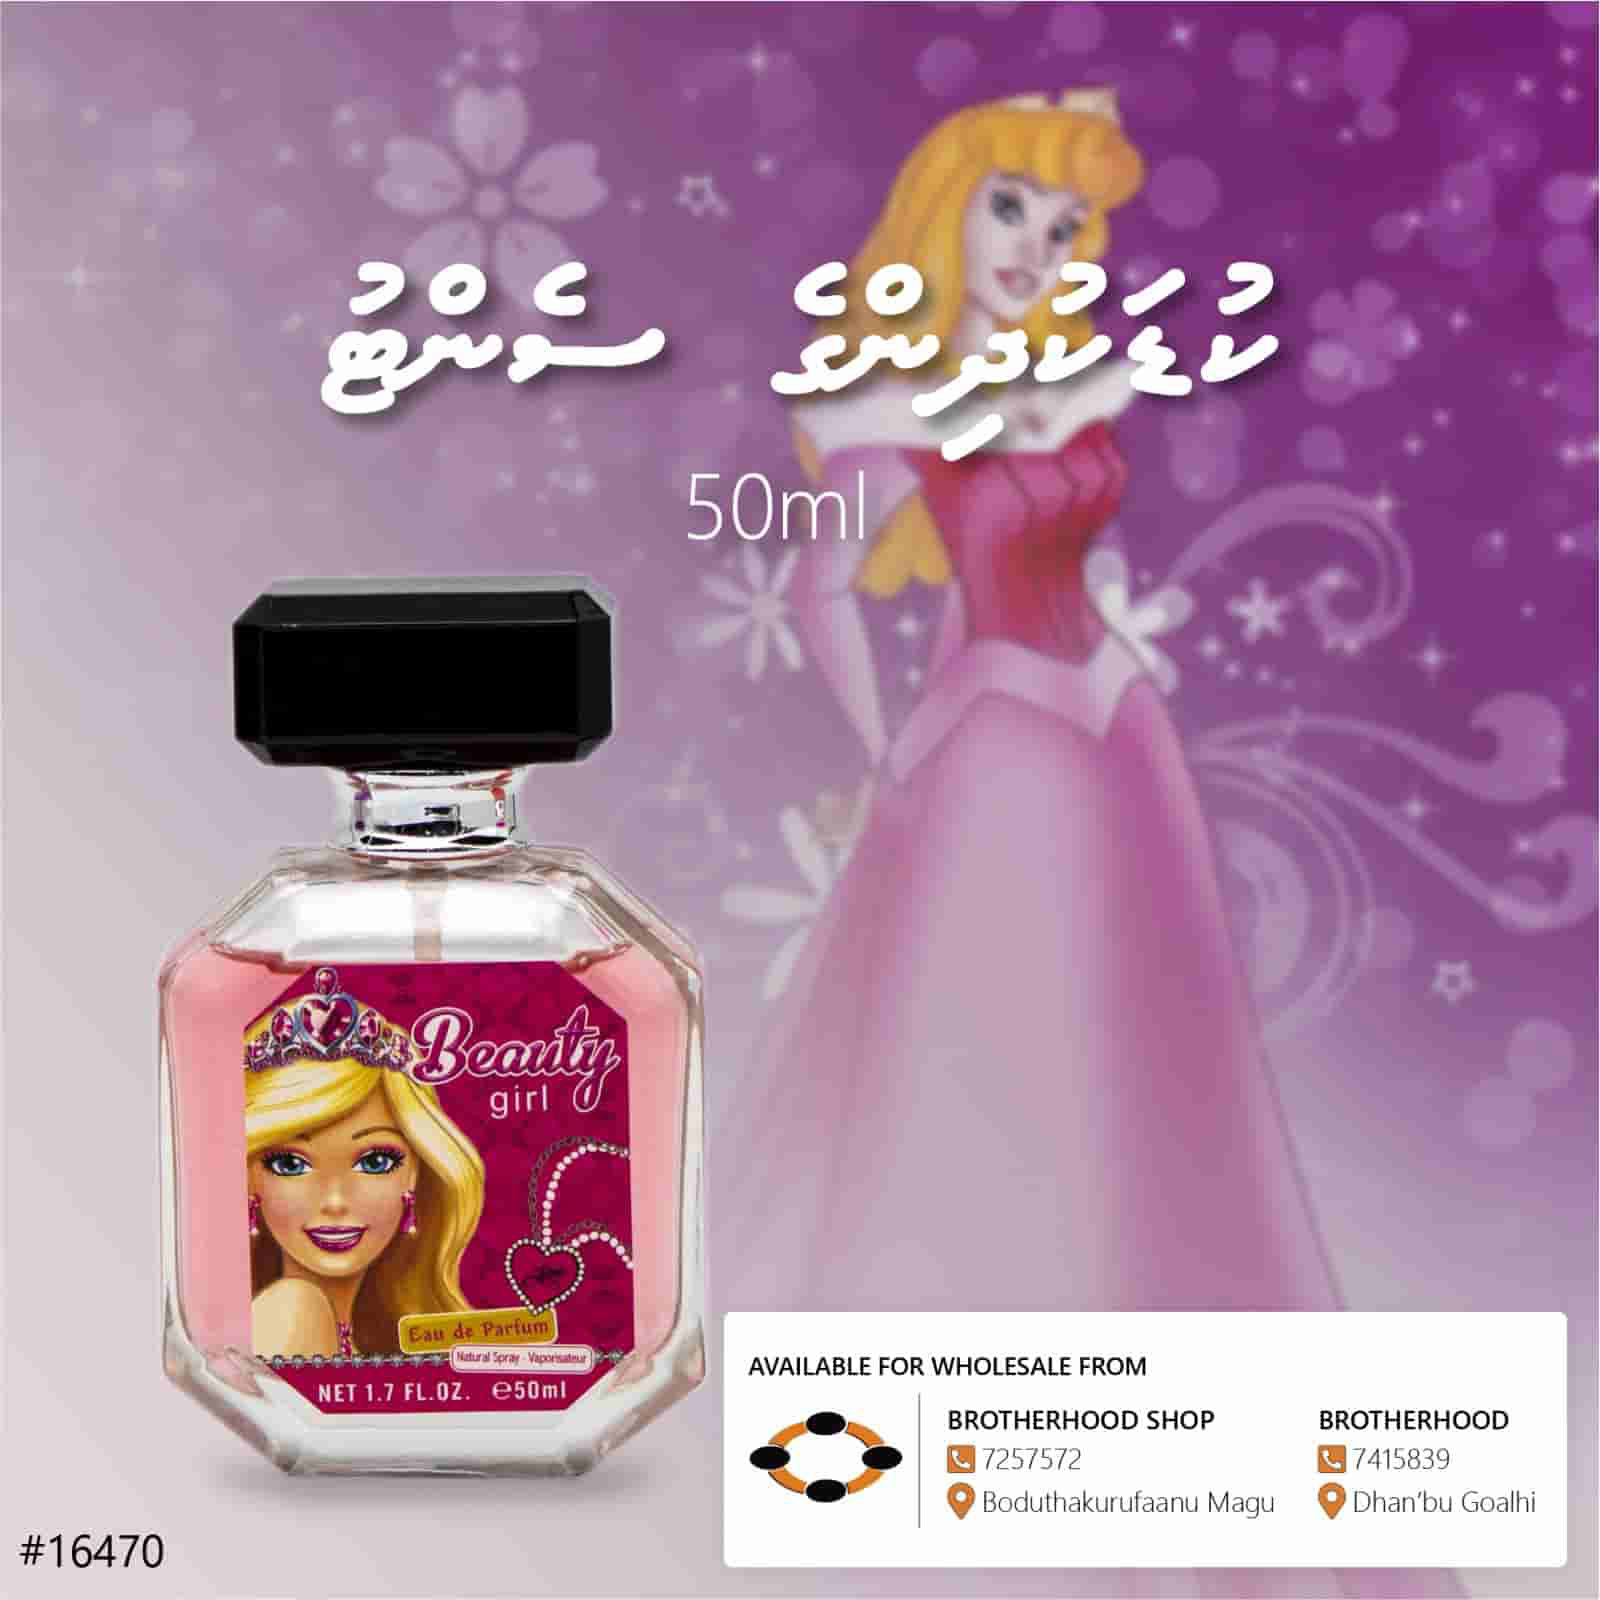 ކުޑަކުދިންގެ ސެންޓު
50ml
Beauty
girl
Eau de Parfum
Natural Spray - Vaporisateur
NET 1.7 FL.OZ. ℮50ml
AVAILABLE FOR WHOLESALE FROM
BROTHERHOOD SHOP
7257572
Boduthakurufaanu Magu
BROTHERHOOD
7415839
Dhan'bu Goalhi
#16470